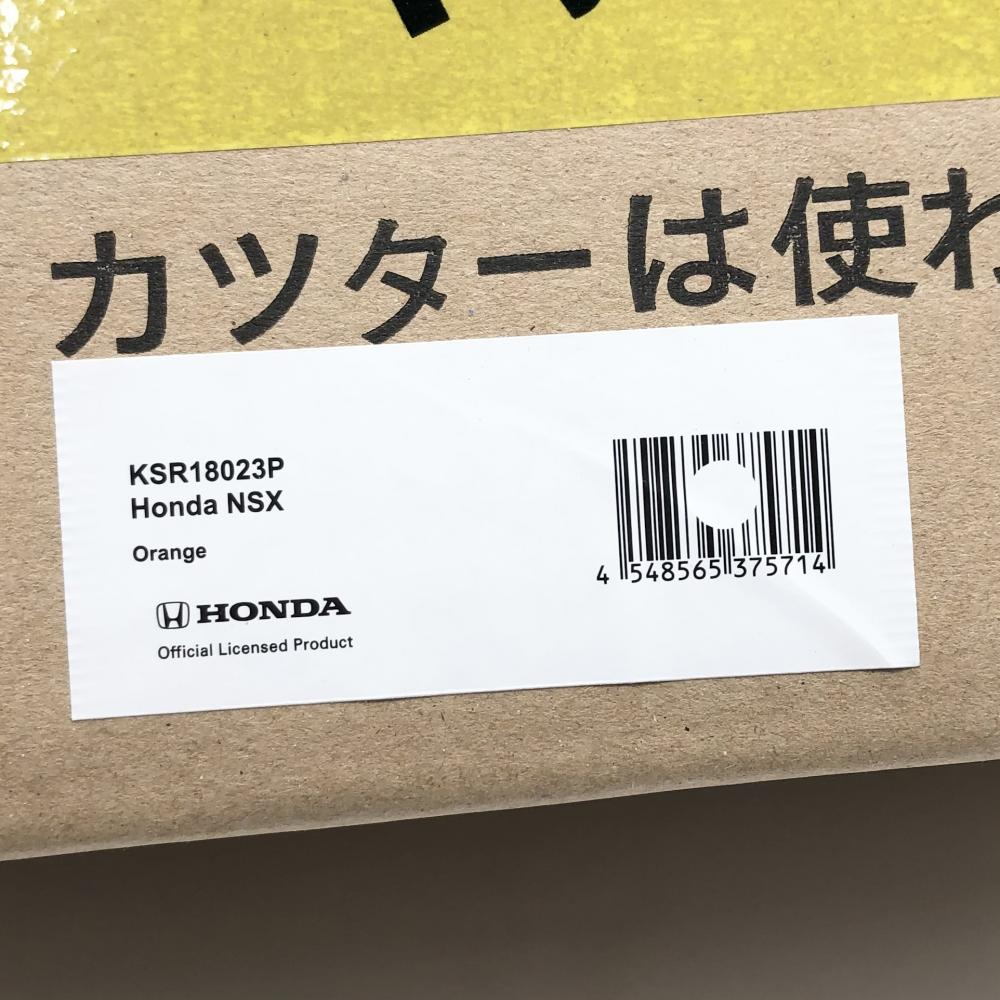 カッターは使わ
KSR18023P
Honda NSX
Orange
HONDA
Official Licensed Product
4 548565 375714